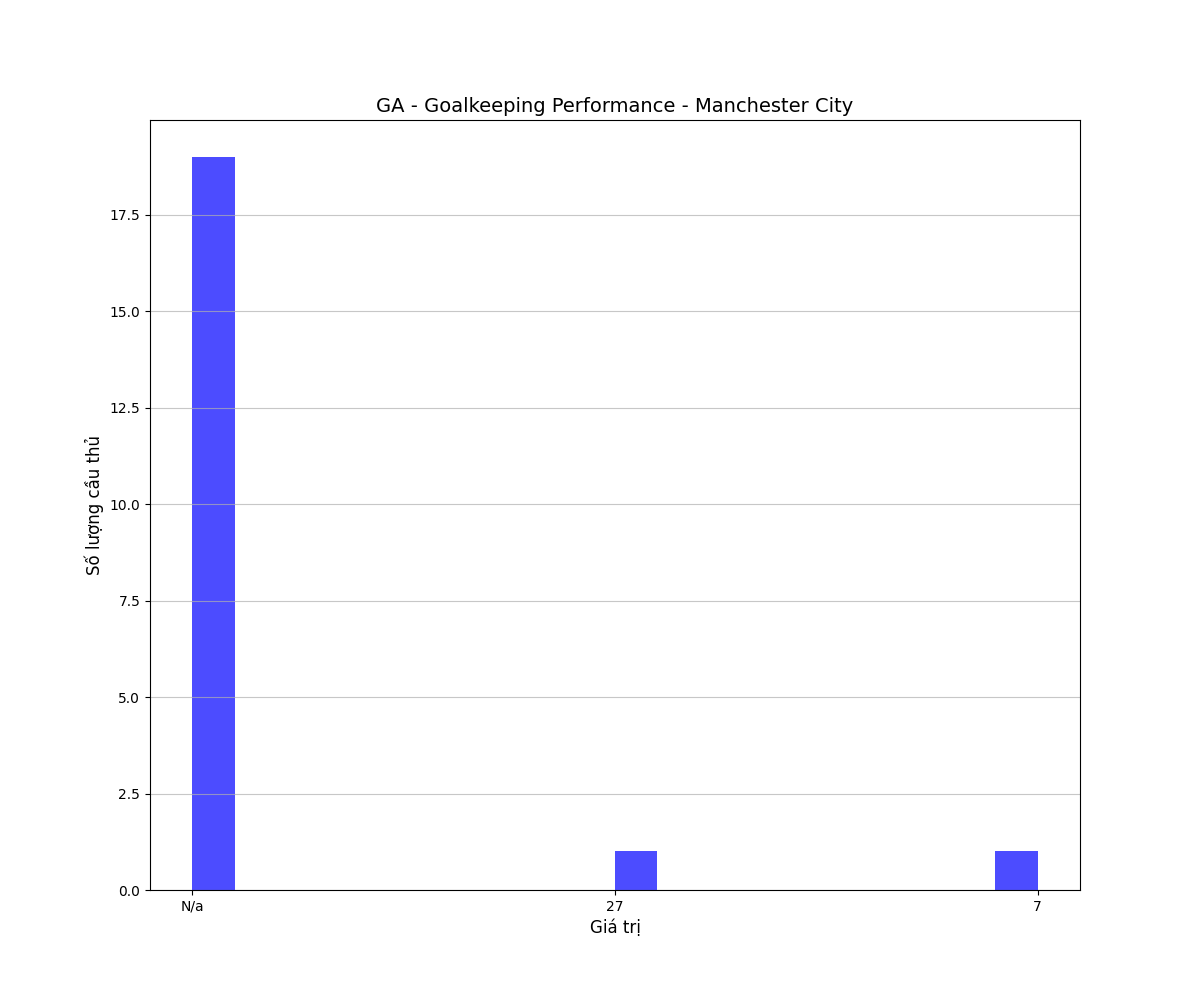 GA - Goalkeeping Performance - Manchester City
Số lượng cầu thủ
17.5
15.0
12.5
10.0
7.5
5.0
2.5
0.0
N/a
27
7
Giá trị